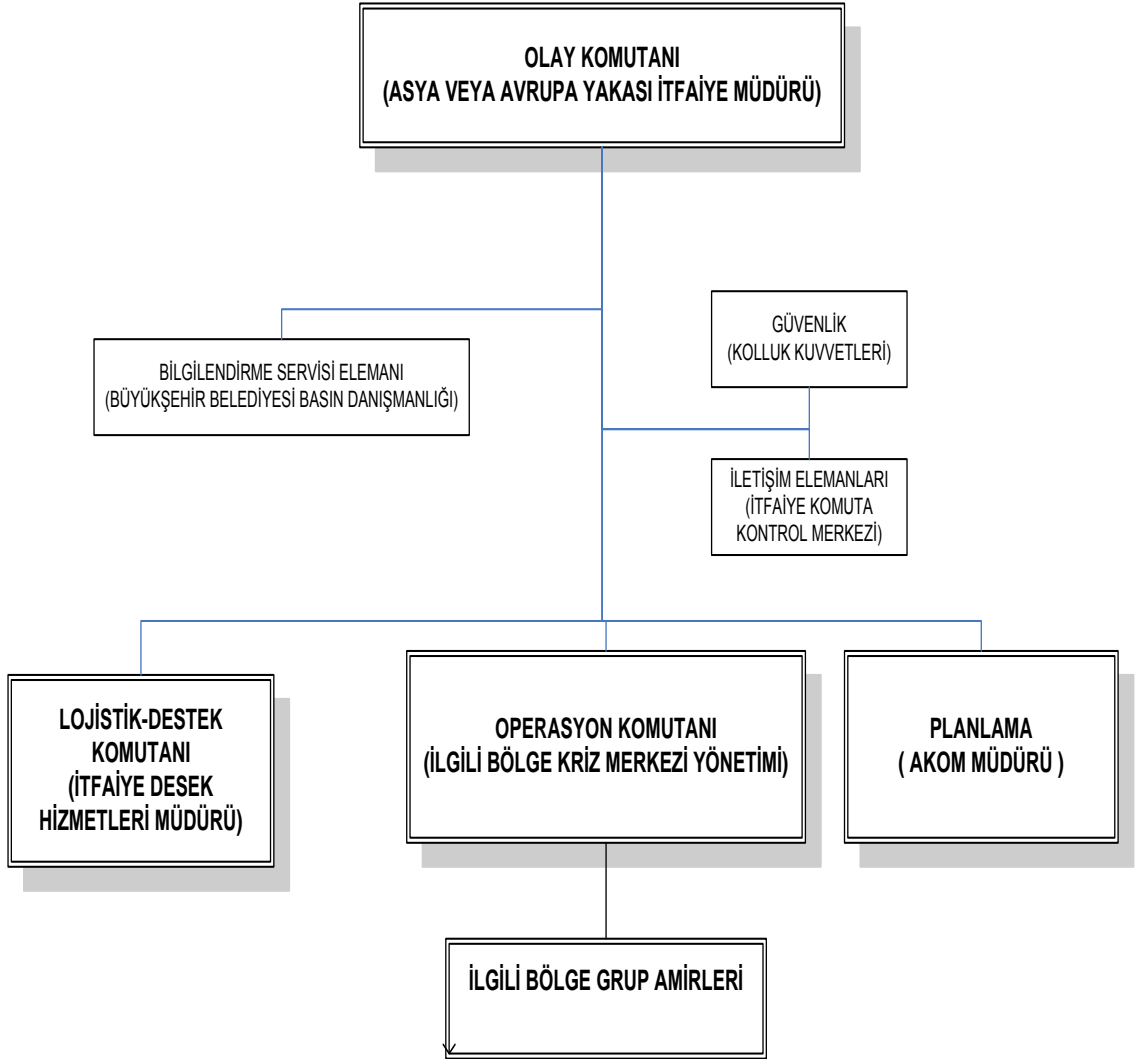 OLAY KOMUTANI
(ASYA VEYA AVRUPA YAKASI İTFAİYE MÜDÜRÜ)
GÜVENLİK
(KOLLUK KUVVETLERİ)
BİLGİLENDİRME SERVİSİ ELEMANI
(BÜYÜKŞEHİR BELEDİYESİ BASIN DANIŞMANLIĞI)
İLETİŞİM ELEMANLARI
(İTFAİYE KOMUTA
KONTROL MERKEZİ)
LOJİSTİK-DESTEK
KOMUTANI
(İTFAİYE DESEK
HİZMETLERİ MÜDÜRÜ)
OPERASYON KOMUTANI
(İLGİLİ BÖLGE KRİZ MERKEZİ YÖNETİMİ)
PLANLAMA
( AKOM MÜDÜRÜ )
İLGİLİ BÖLGE GRUP AMİRLERİ